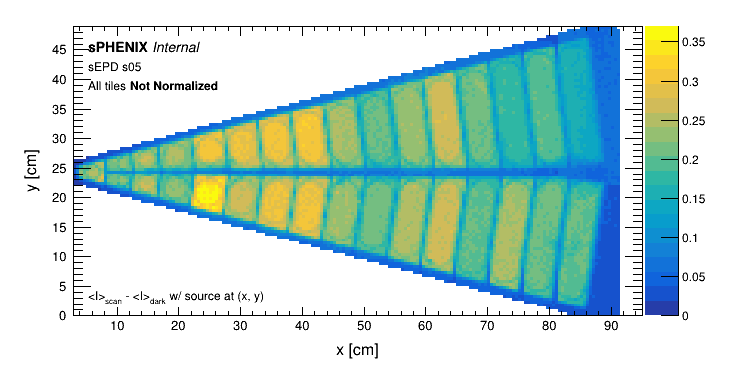 sPHENIX Internal
sEPD s05
All tiles Not Normalized
<I>scan - <I>dark w/ source at (x, y)
y [cm]
45
40
35
30
25
20
15
10
5
0
10 20 30 40 50 60 70 80 90
x [cm]
0.35
0.3
0.25
0.2
0.15
0.1
0.05
0